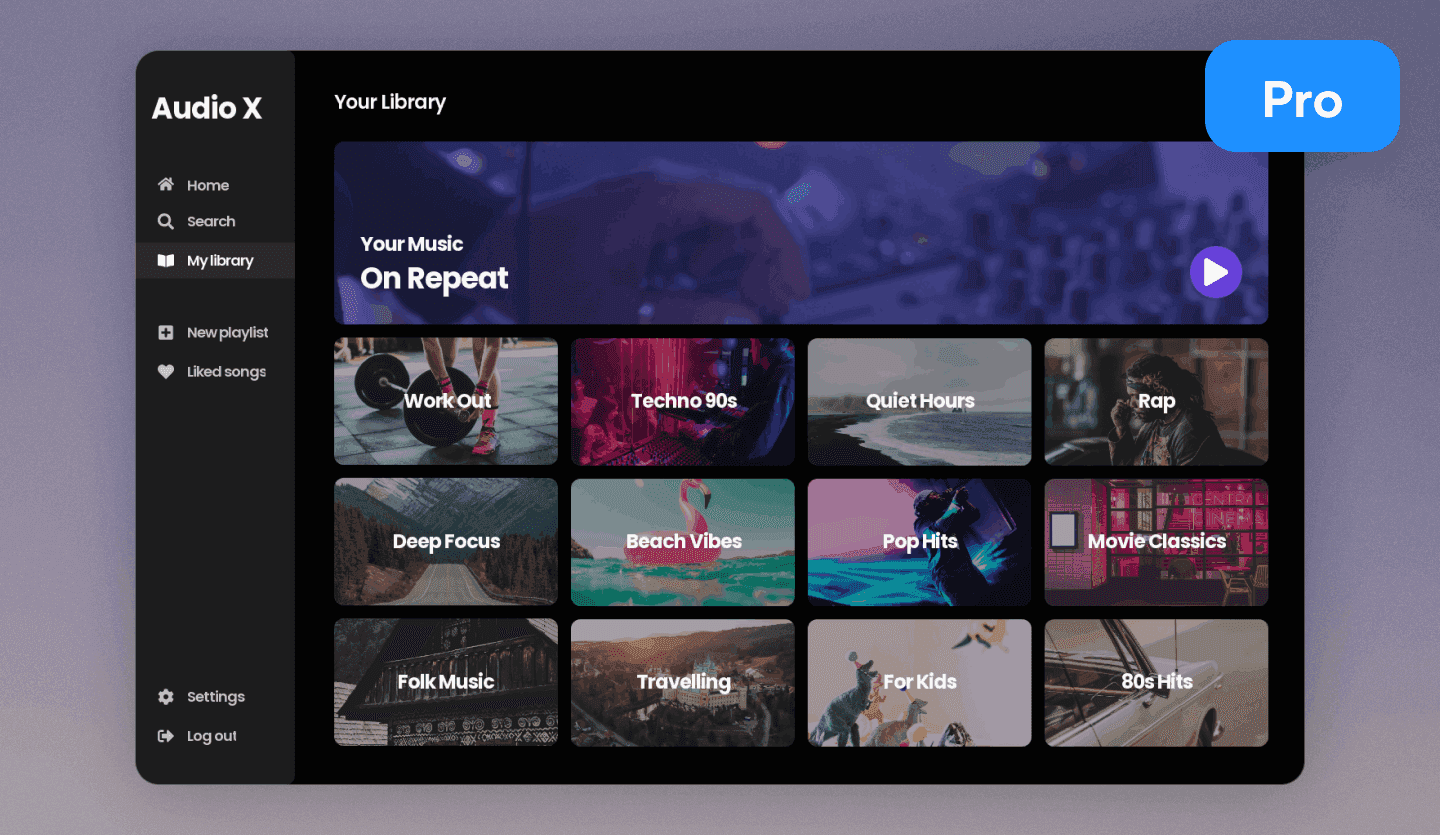 Pro
Audio X
Home
Search
My library
New playlist
Liked songs
Settings
Log out
Your Library
Your Music
On Repeat
Work Out
Techno 90s
Quiet Hours
Rap
Deep Focus
Beach Vibes
Pop Hits
Movie Classics
Folk Music
Travelling
For Kids
80s Hits